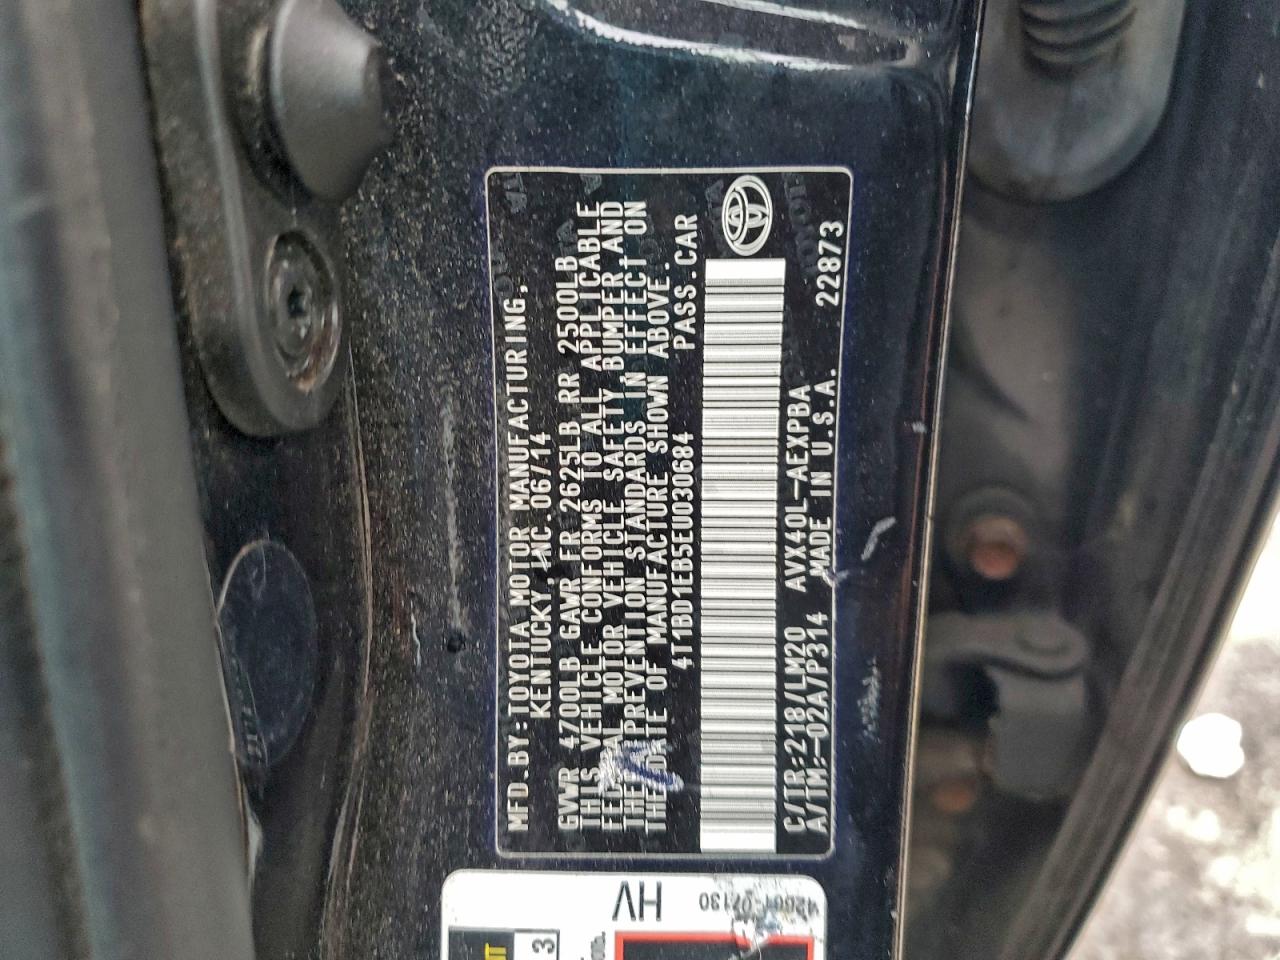 MFD.BY:TOYOTA MOTOR MANUFACTURING,
KENTUCKY, INC. 06/14
GVWR 4700LB GAWR FR 2625LB RR 2500LB
THIS VEHICLE CONFORMS TO ALL APPLICABLE
FEDERAL MOTOR VEHICLE SAFETY, BUMPER AND
THEFT PREVENTION STANDARDS IN EFFECT ON
THE DATE OF MANUFACTURE SHOWN ABOVE.
4T1BD1EB5EU030684 PASS.CAR
C/TR:218/LM20 AVX40L-AEXPBA
A/TM:-02A7/P314 MADE IN U.S.A. 22873
HV
07130
3